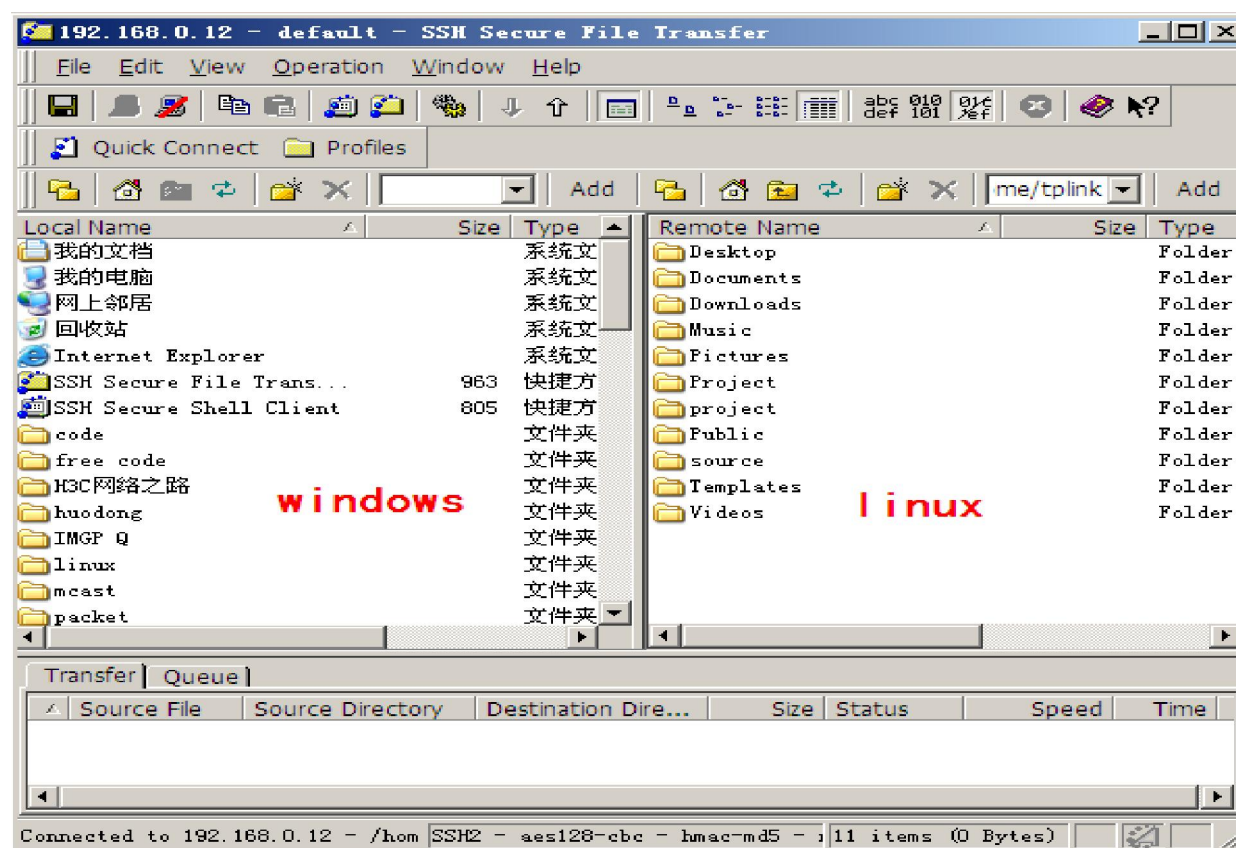 192.168.0.12 - default - SSH Secure File Transfer
File Edit View Operation Window Help
abc def 010 101
Quick Connect Profiles
Add me/tplink Add
Local Name Size Type Remote Name Size Type
我的文档 系统文 Desktop Folder
我的电脑 系统文 Documents Folder
网上邻居 系统文 Downloads Folder
回收站 系统文 Music Folder
Internet Explorer 系统文 Pictures Folder
SSH Secure File Trans... 963 快捷方 Project Folder
SSH Secure Shell Client 805 快捷方 project Folder
code 文件夹 Public Folder
free code 文件夹 source Folder
H3C网络之路 文件夹 Templates Folder
huodong 文件夹 Videos Folder
windows linux
IMGP Q 文件夹
linux 文件夹
mcast 文件夹
packet 文件夹
Transfer Queue
Source File Source Directory Destination Dire... Size Status Speed Time
Connected to 192.168.0.12 - /hom SSH2 - aes128-cbc - hmac-md5 - 11 items (0 Bytes)